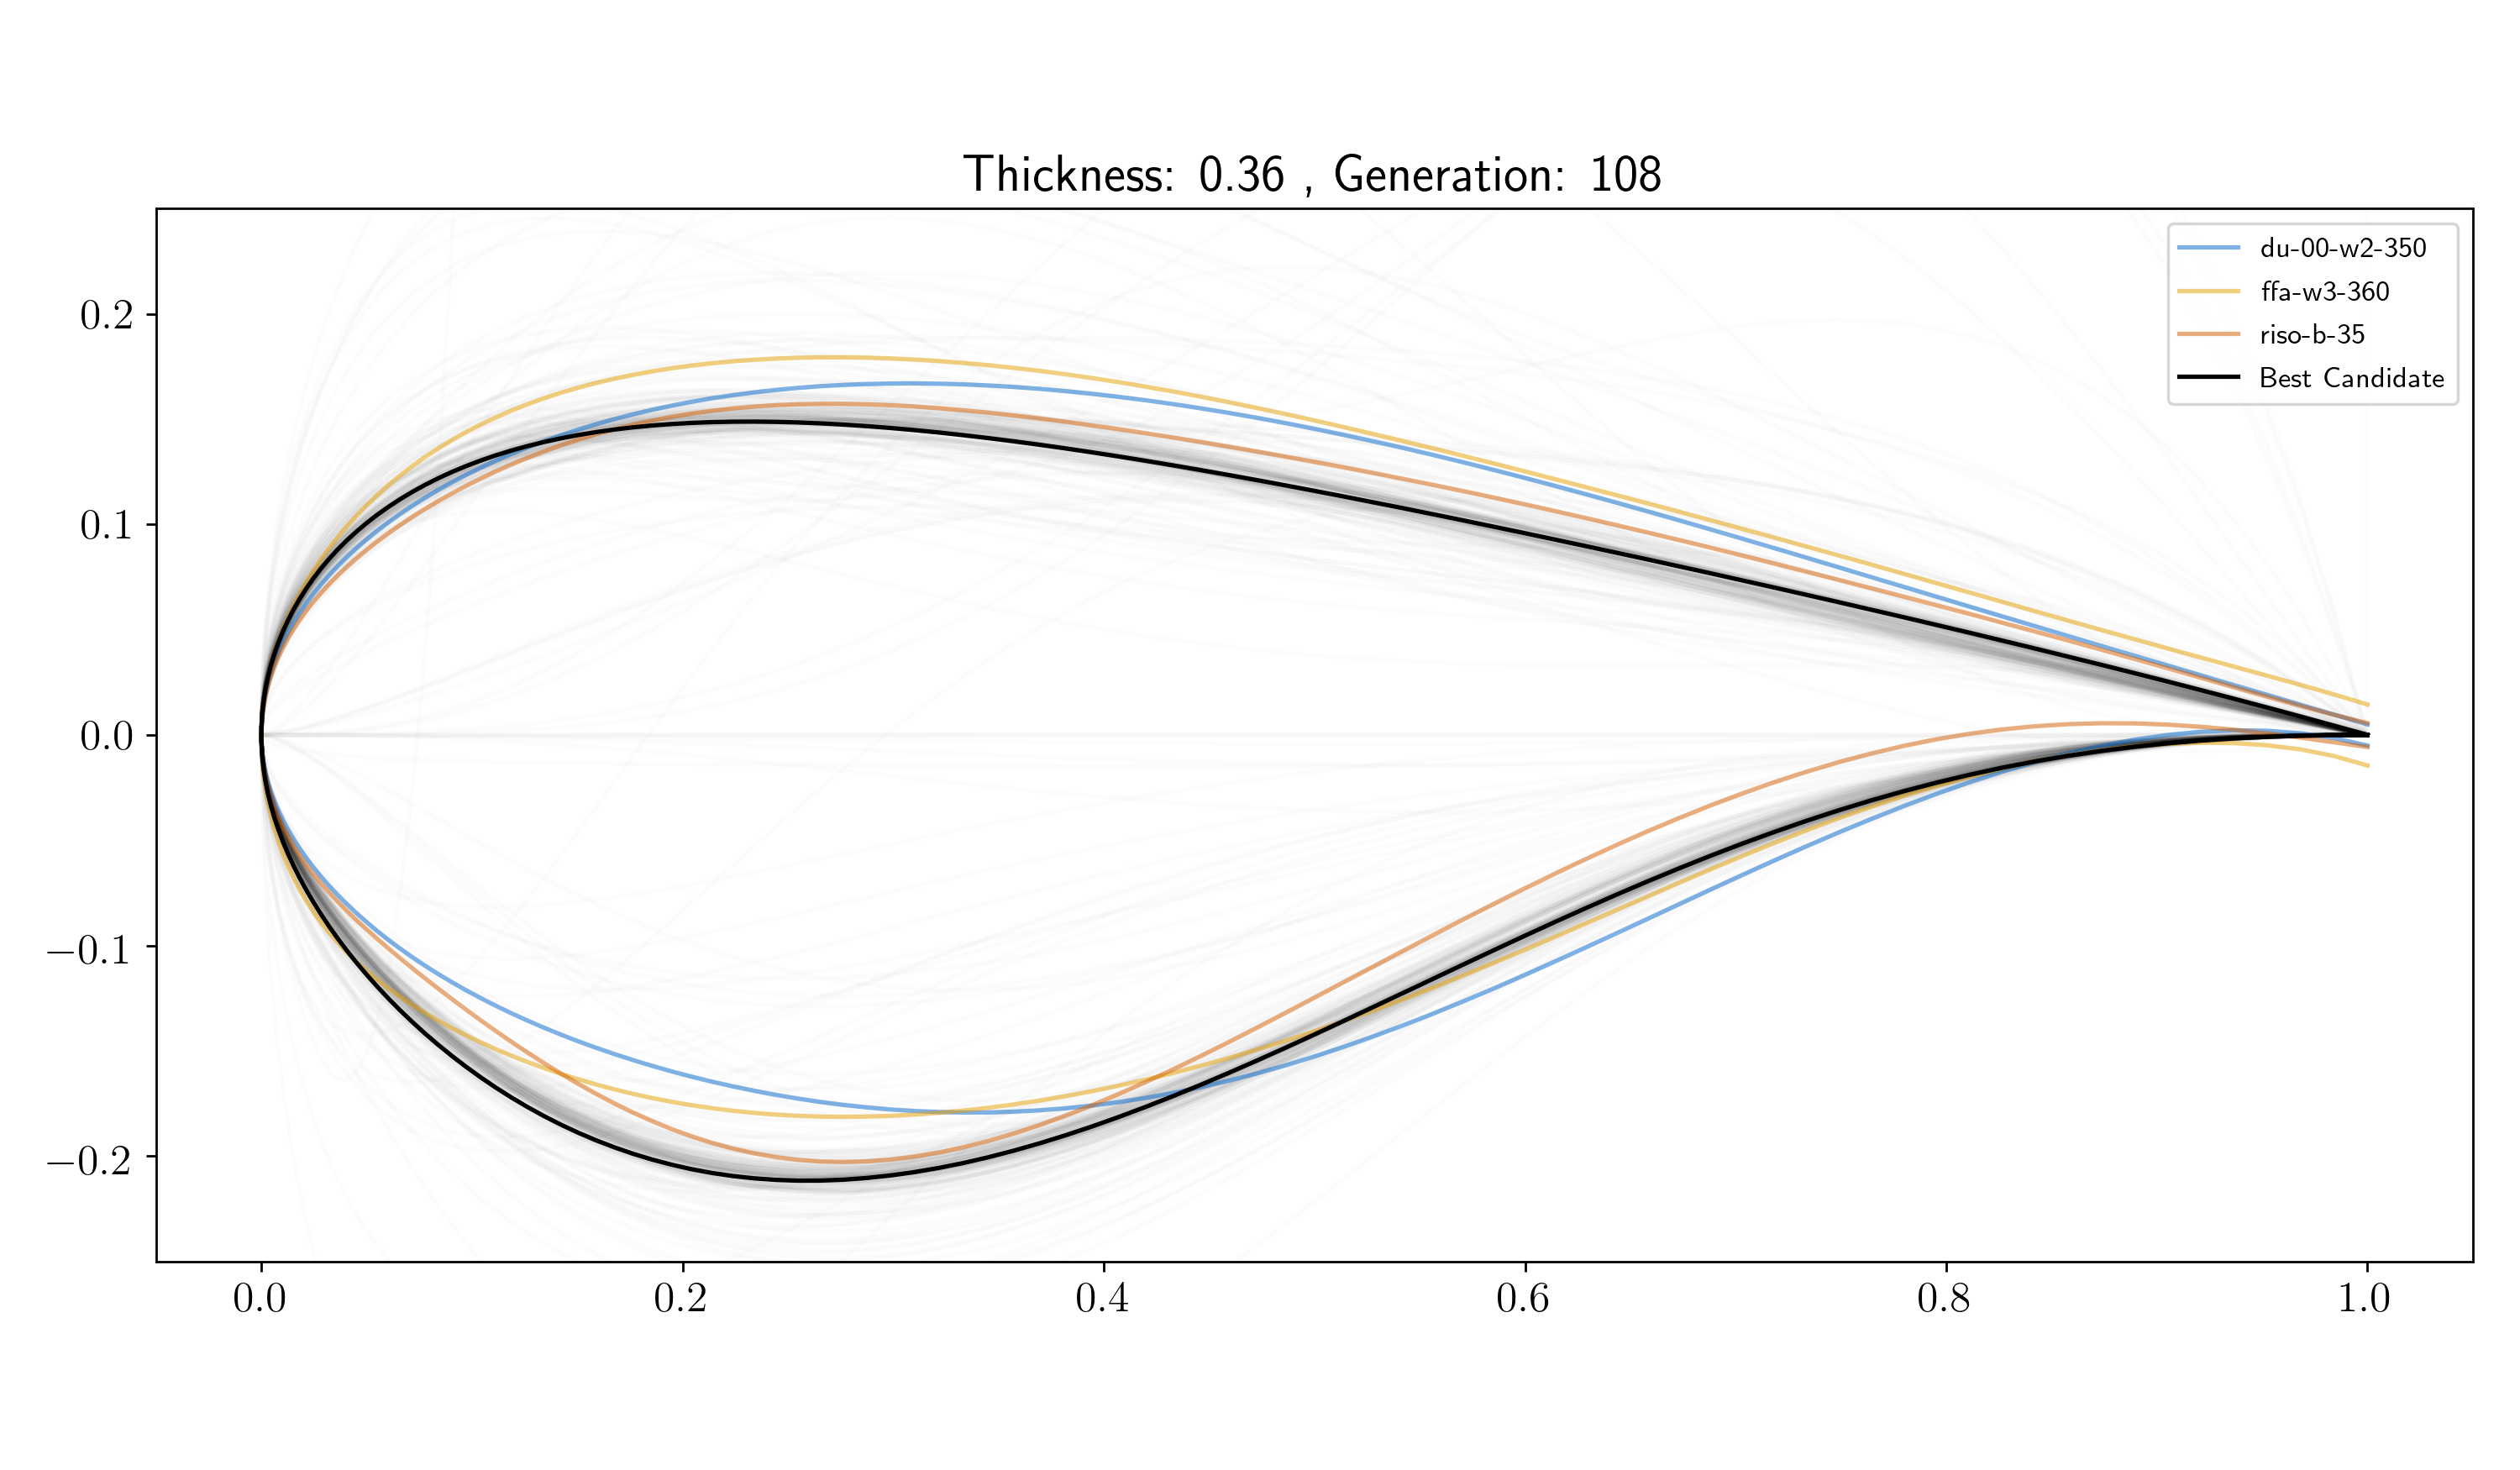 Thickness: 0.36 , Generation: 108
du-00-w2-350
ffa-w3-360
riso-b-35
Best Candidate
0.2
0.1
0.0
−0.1
−0.2
0.0 0.2 0.4 0.6 0.8 1.0